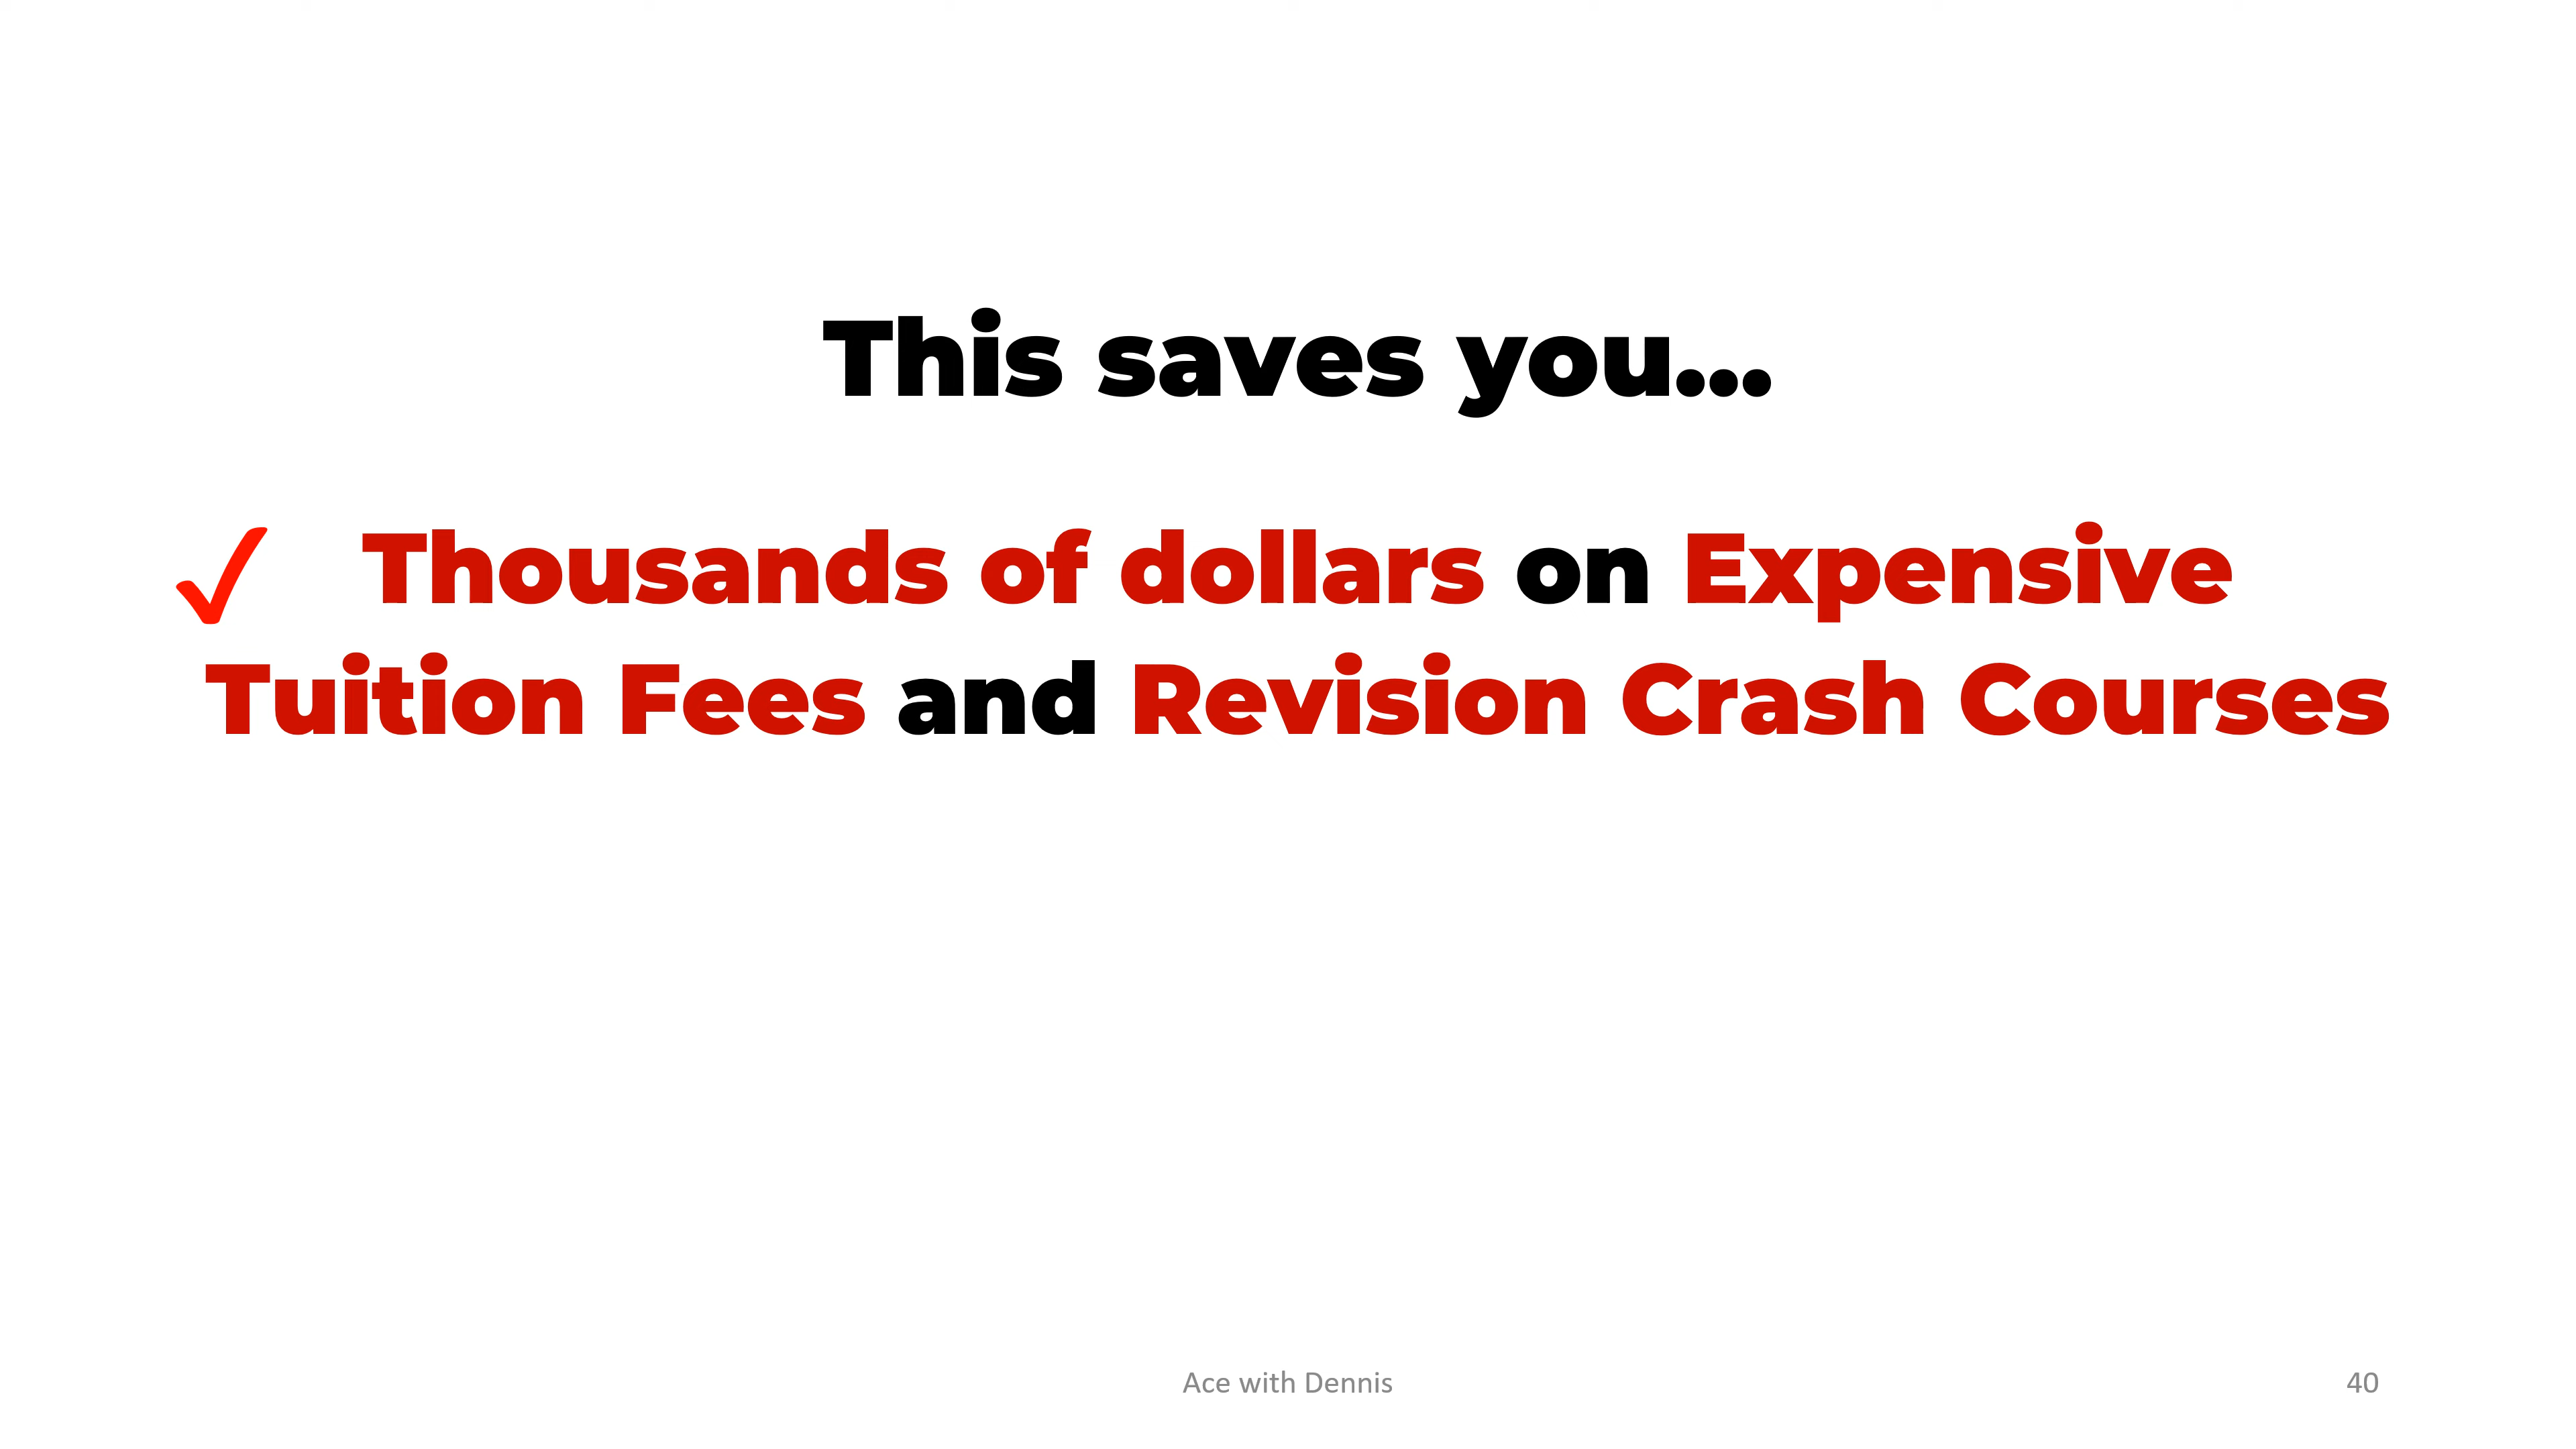 This saves you...
✓ Thousands of dollars on Expensive
Tuition Fees and Revision Crash Courses
Ace with Dennis
40